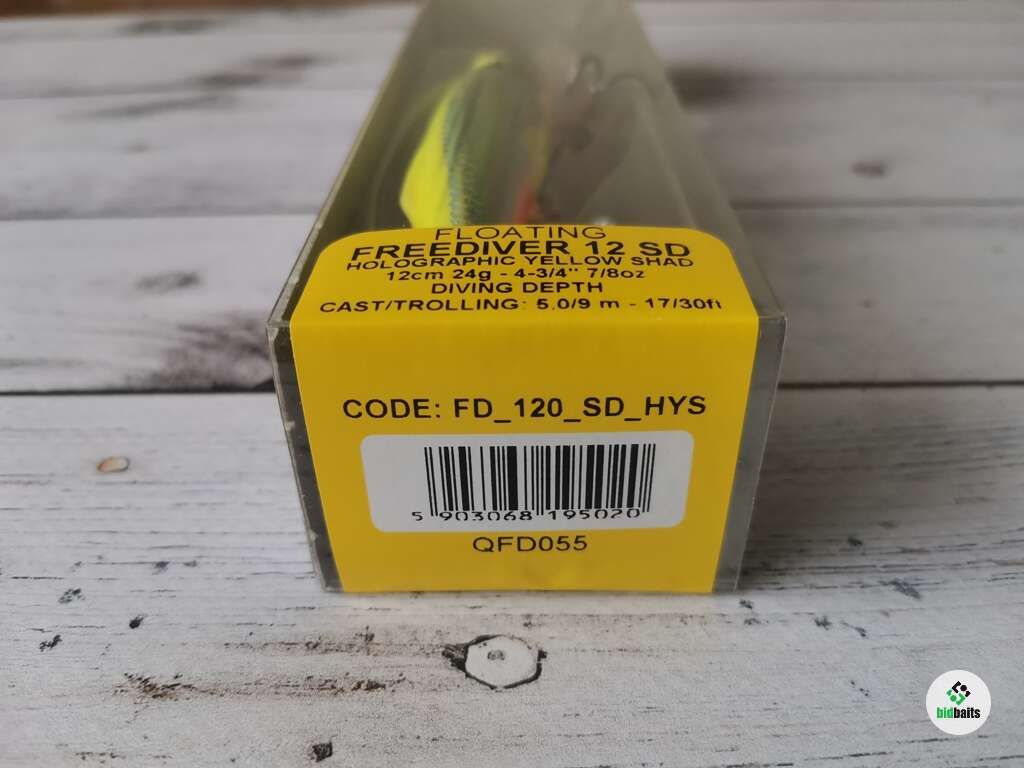 FLOATING
FREEDIVER 12 SD
HOLOGRAPHIC YELLOW SHAD
12cm 24g - 4-3/4" 7/8oz
DIVING DEPTH
CAST/TROLLING: 5,0/9 m - 17/30ft
CODE: FD_120_SD_HYS
5 903068 195020
QFD055
bidbaits